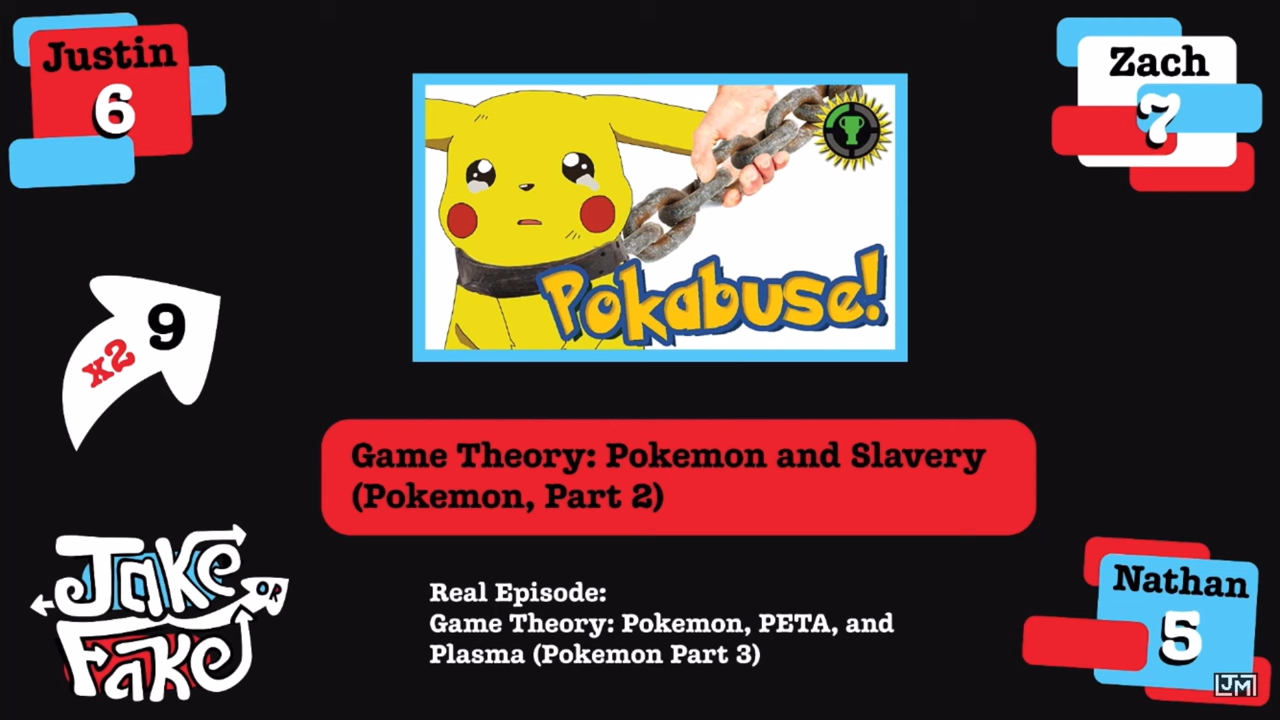 Justin
6
Zach
7
Pokabuse!
x2
9
Game Theory: Pokemon and Slavery
(Pokemon, Part 2)
Jake
OR
Fake
Real Episode:
Game Theory: Pokemon, PETA, and
Plasma (Pokemon Part 3)
Nathan
5
LJM